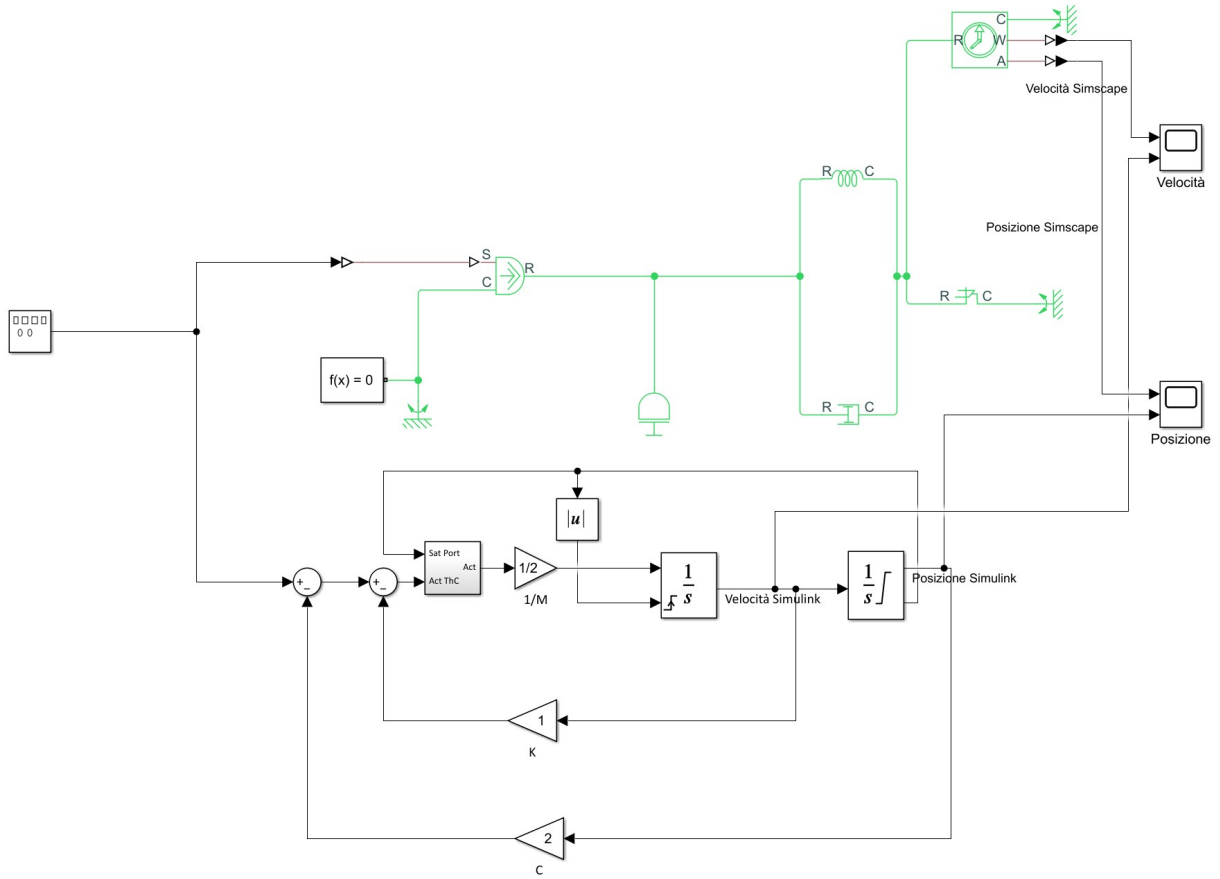 C
R
W
A
Velocità Simscape
Velocità
R
C
Posizione Simscape
S
R
C
R
C
f(x) = 0
R
C
Posizione
|u|
Sat Port
Act
Act ThC
1/2
1/M
1
s
Velocità Simulink
1
s
Posizione Simulink
+
−
+
−
1
K
2
C